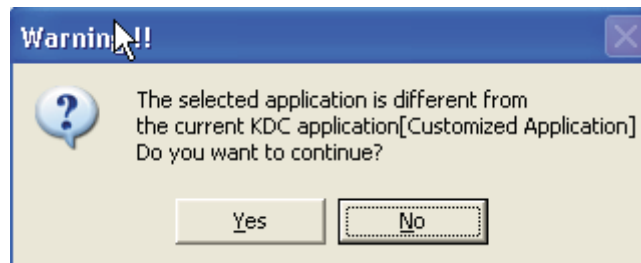 Warning!!!
The selected application is different from
the current KDC application[Customized Application]
Do you want to continue?
Yes
No